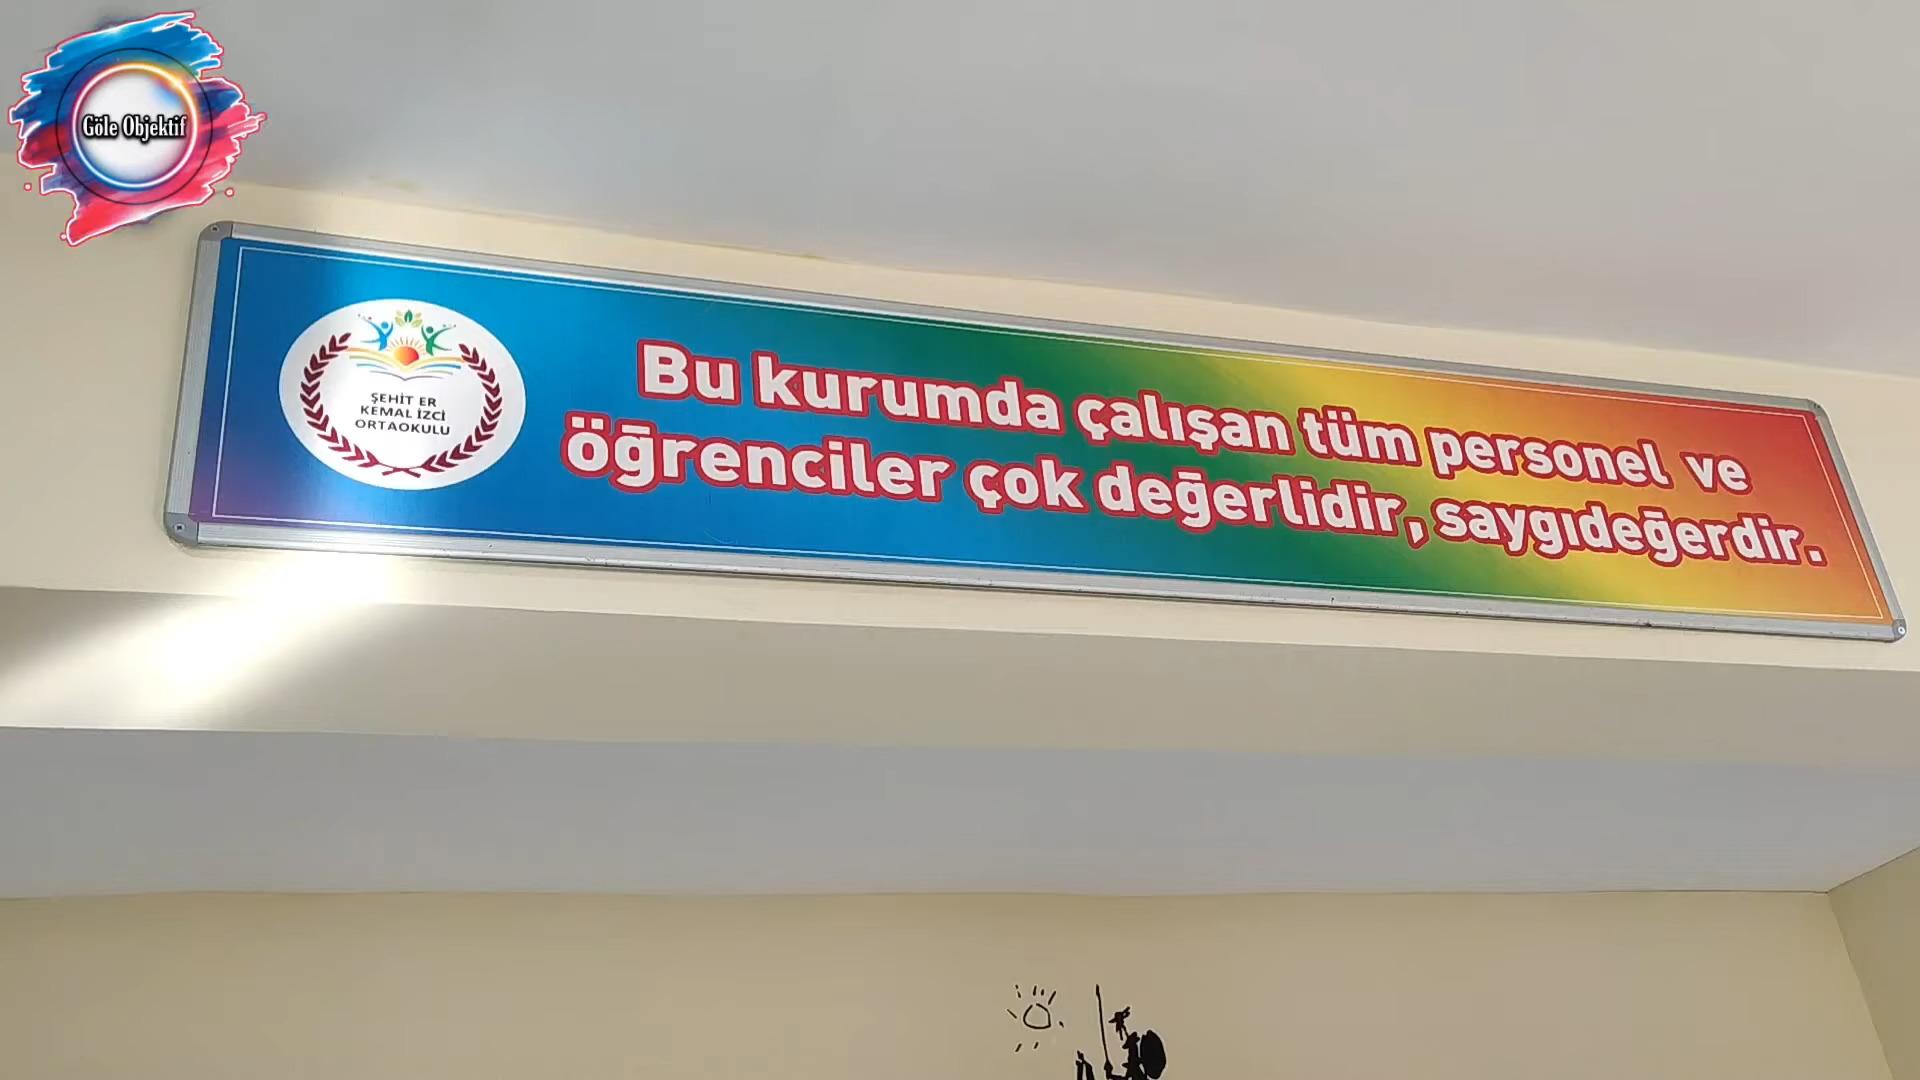 Göle Objektif
ŞEHİT ER
KEMAL İZCİ
ORTAOKULU
Bu kurumda çalışan tüm personel ve
öğrenciler çok değerlidir, saygıdeğerdir.